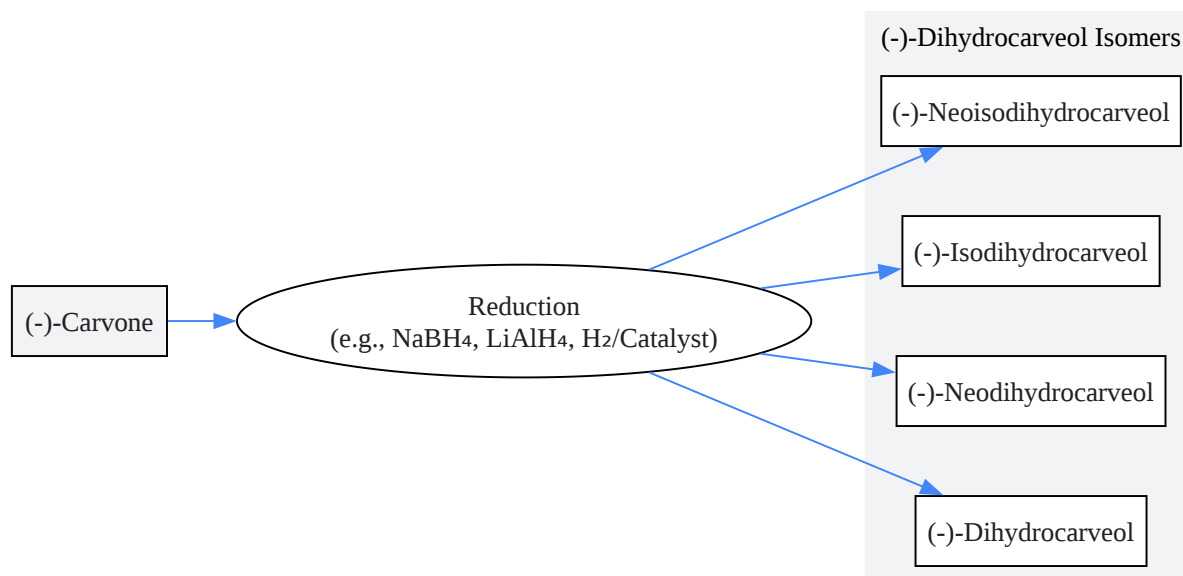 (-)-Dihydrocarveol Isomers
(-)-Neoisodihydrocarveol
(-)-Isodihydrocarveol
(-)-Carvone
Reduction
(e.g., NaBH₄, LiAlH₄, H₂/Catalyst)
(-)-Neodihydrocarveol
(-)-Dihydrocarveol